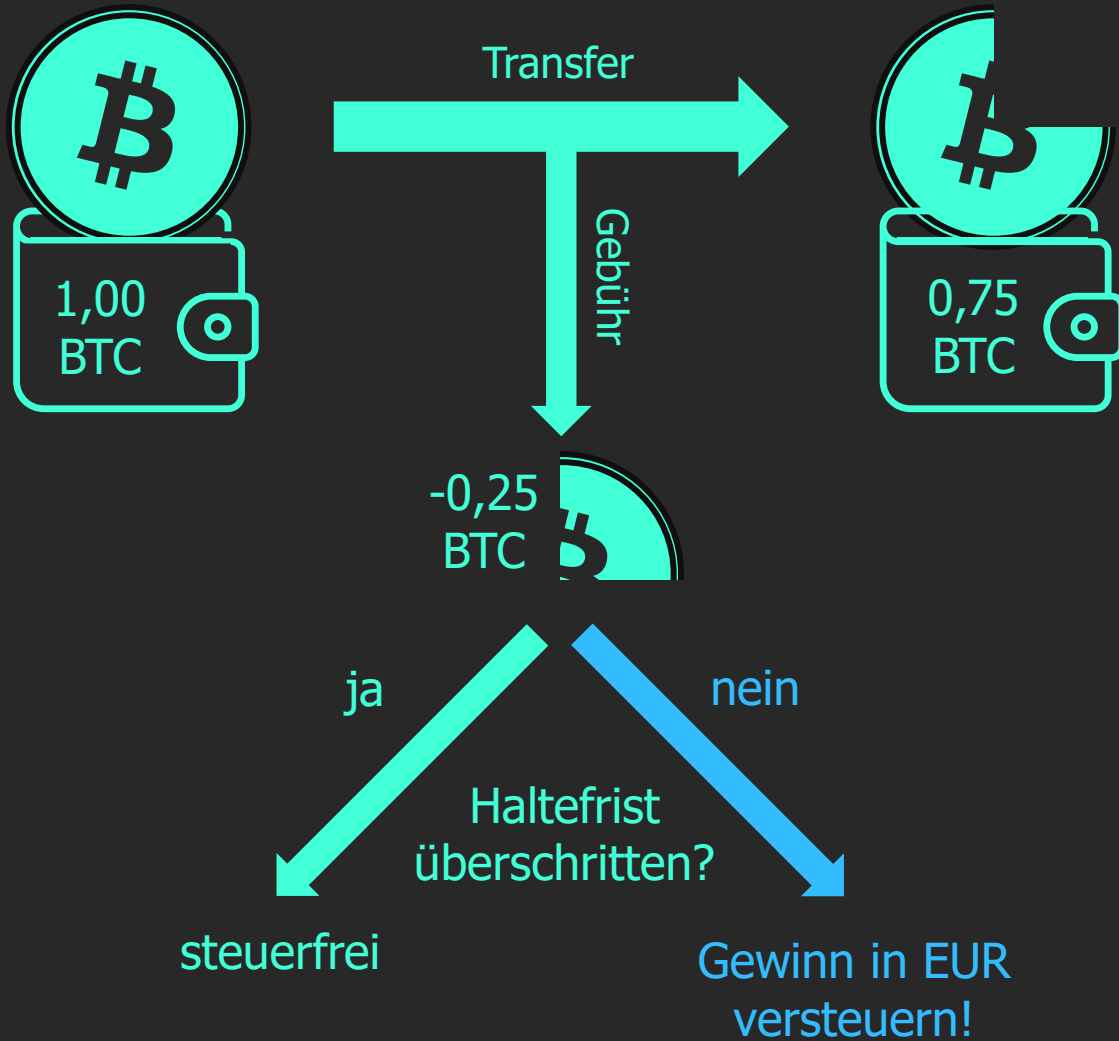 Transfer
Gebühr
1,00
BTC
0,75
BTC
-0,25
BTC
ja
nein
Haltefrist
überschritten?
steuerfrei
Gewinn in EUR
versteuern!